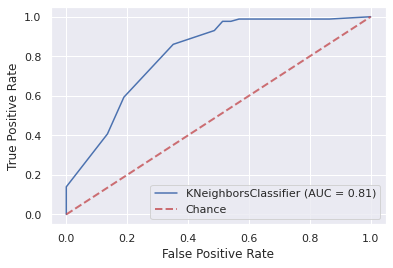 1.0
0.8
0.6
0.4
0.2
0.0
True Positive Rate
KNeighborsClassifier (AUC = 0.81)
Chance
0.0 0.2 0.4 0.6 0.8 1.0
False Positive Rate